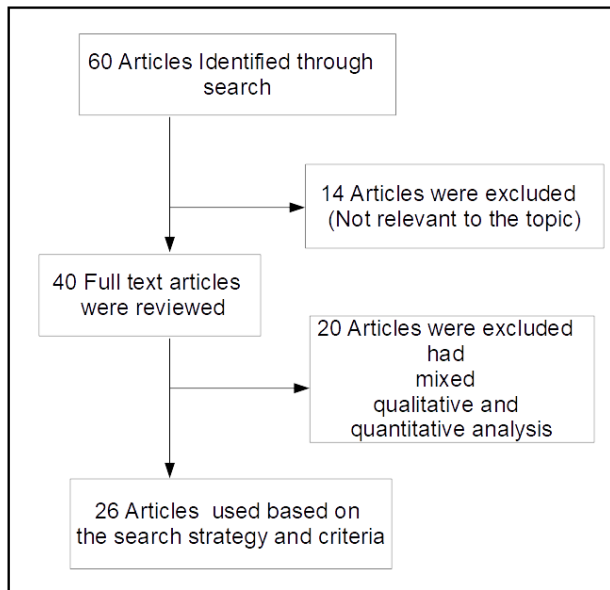 60 Articles Identified through
search
14 Articles were excluded
(Not relevant to the topic)
40 Full text articles
were reviewed
20 Articles were excluded
had
mixed
qualitative and
quantitative analysis
26 Articles used based on
the search strategy and criteria